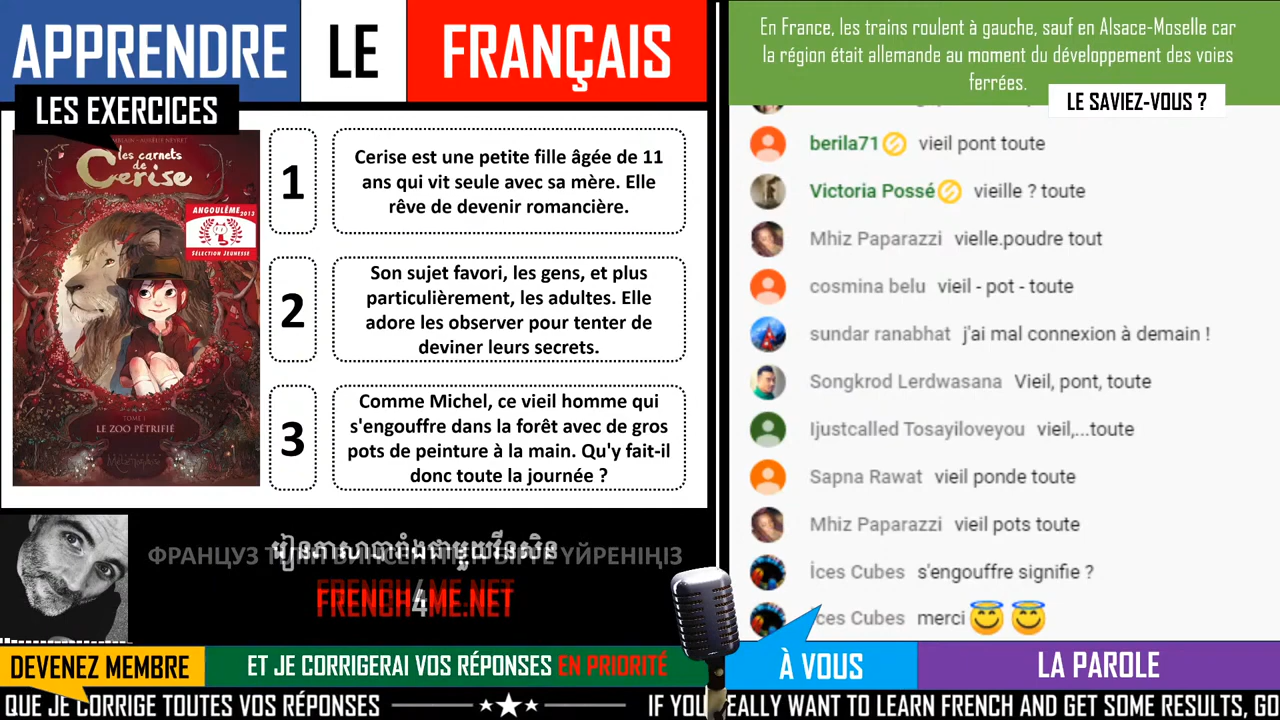 APPRENDRE LE FRANÇAIS
LES EXERCICES
les carnets
de
Cerise
ANGOULÊME 2013
SÉLECTION JEUNESSE
TOME 1
LE ZOO PÉTRIFIÉ
1
Cerise est une petite fille âgée de 11
ans qui vit seule avec sa mère. Elle
rêve de devenir romancière.
2
Son sujet favori, les gens, et plus
particulièrement, les adultes. Elle
adore les observer pour tenter de
deviner leurs secrets.
3
Comme Michel, ce vieil homme qui
s'engouffre dans la forêt avec de gros
pots de peinture à la main. Qu'y fait-il
donc toute la journée ?
FRENCH4ME.NET
DEVENEZ MEMBRE
ET JE CORRIGERAI VOS RÉPONSES EN PRIORITÉ
En France, les trains roulent à gauche, sauf en Alsace-Moselle car
la région était allemande au moment du développement des voies
ferrées.
LE SAVIEZ-VOUS ?
berila71 vieil pont toute
Victoria Possé vieille ? toute
Mhiz Paparazzi vielle.poudre tout
cosmina belu vieil - pot - toute
sundar ranabhat j'ai mal connexion à demain !
Songkrod Lerdwasana Vieil, pont, toute
Ijustcalled Tosayiloveyou vieil,...toute
Sapna Rawat vieil ponde toute
Mhiz Paparazzi vieil pots toute
İces Cubes s'engouffre signifie ?
ces Cubes merci 😇 😇
À VOUS
LA PAROLE
QUE JE CORRIGE TOUTES VOS RÉPONSES
IF YOU REALLY WANT TO LEARN FRENCH AND GET SOME RESULTS, GO